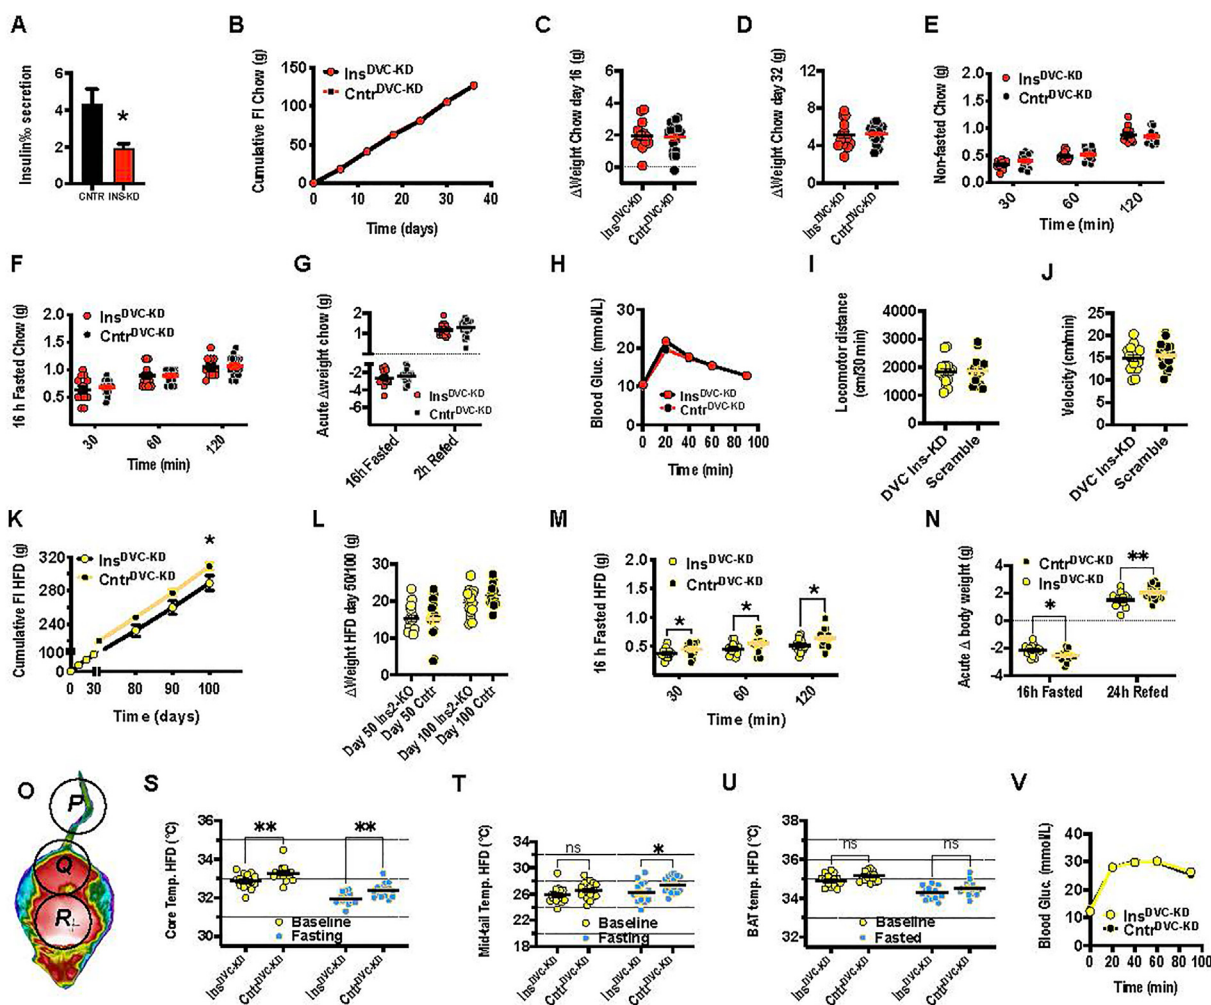 A
Insulin‰ secretion
6
4
2
0
*
CNTR INS-KD
B
Cumulative FI Chow (g)
150
100
50
0
Ins^DVC-KD
Cntr^DVC-KD
0 10 20 30 40
Time (days)
C
ΔWeight Chow day 16 (g)
6
4
2
0
Ins^DVC-KD
Cntr^DVC-KD
D
ΔWeight Chow day 32 (g)
12
9
6
3
0
Ins^DVC-KD
Cntr^DVC-KD
E
Non-fasted Chow (g)
2.0
1.5
1.0
0.5
0.0
Ins^DVC-KD
Cntr^DVC-KD
30 60 120
Time (min)
F
16 h Fasted Chow (g)
2.0
1.5
1.0
0.5
Ins^DVC-KD
Cntr^DVC-KD
30 60 120
Time (min)
G
Acute Δweight chow (g)
2
1
-2
-4
-6
Ins^DVC-KD
Cntr^DVC-KD
16h Fasted
2h Refed
H
Blood Gluc. (mmol/L)
30
20
10
0
Ins^DVC-KD
Cntr^DVC-KD
0 20 40 60 80 100
Time (min)
I
Locomotor distance
(cm/30 min)
4000
3000
2000
1000
0
DVC Ins-KD
Scramble
J
Velocity (cm/min)
25
20
15
10
5
0
DVC Ins-KD
Scramble
K
Cumulative FI HFD (g)
320
280
240
100
0
*
Ins^DVC-KD
Cntr^DVC-KD
0 30 80 90 100
Time (days)
L
ΔWeight HFD day 50/100 (g)
30
20
10
0
Day 50 Ins2-KO
Day 50 Cntr
Day 100 Ins2-KO
Day 100 Cntr
M
16 h Fasted HFD (g)
2.0
1.5
1.0
0.5
Ins^DVC-KD
Cntr^DVC-KD
* * *
30 60 120
Time (min)
N
Acute Δ body weight (g)
4
2
0
-2
-4
Cntr^DVC-KD
Ins^DVC-KD
* **
16h Fasted 24h Refed
O
P
Q
R
S
Core Temp. HFD (°C)
36
34
32
30
** **
Baseline
Fasting
Ins^DVC-KD
Cntr^DVC-KD
Ins^DVC-KD
Cntr^DVC-KD
T
Mid-tail Temp. HFD (°C)
32
30
28
26
24
20
18
ns *
Baseline
Fasting
Ins^DVC-KD
Cntr^DVC-KD
Ins^DVC-KD
Cntr^DVC-KD
U
BAT temp. HFD (°C)
38
36
34
32
ns ns
Baseline
Fasted
Ins^DVC-KD
Cntr^DVC-KD
Ins^DVC-KD
Cntr^DVC-KD
V
Blood Gluc. (mmol/L)
40
30
20
10
0
Ins^DVC-KD
Cntr^DVC-KD
0 20 40 60 80 100
Time (min)